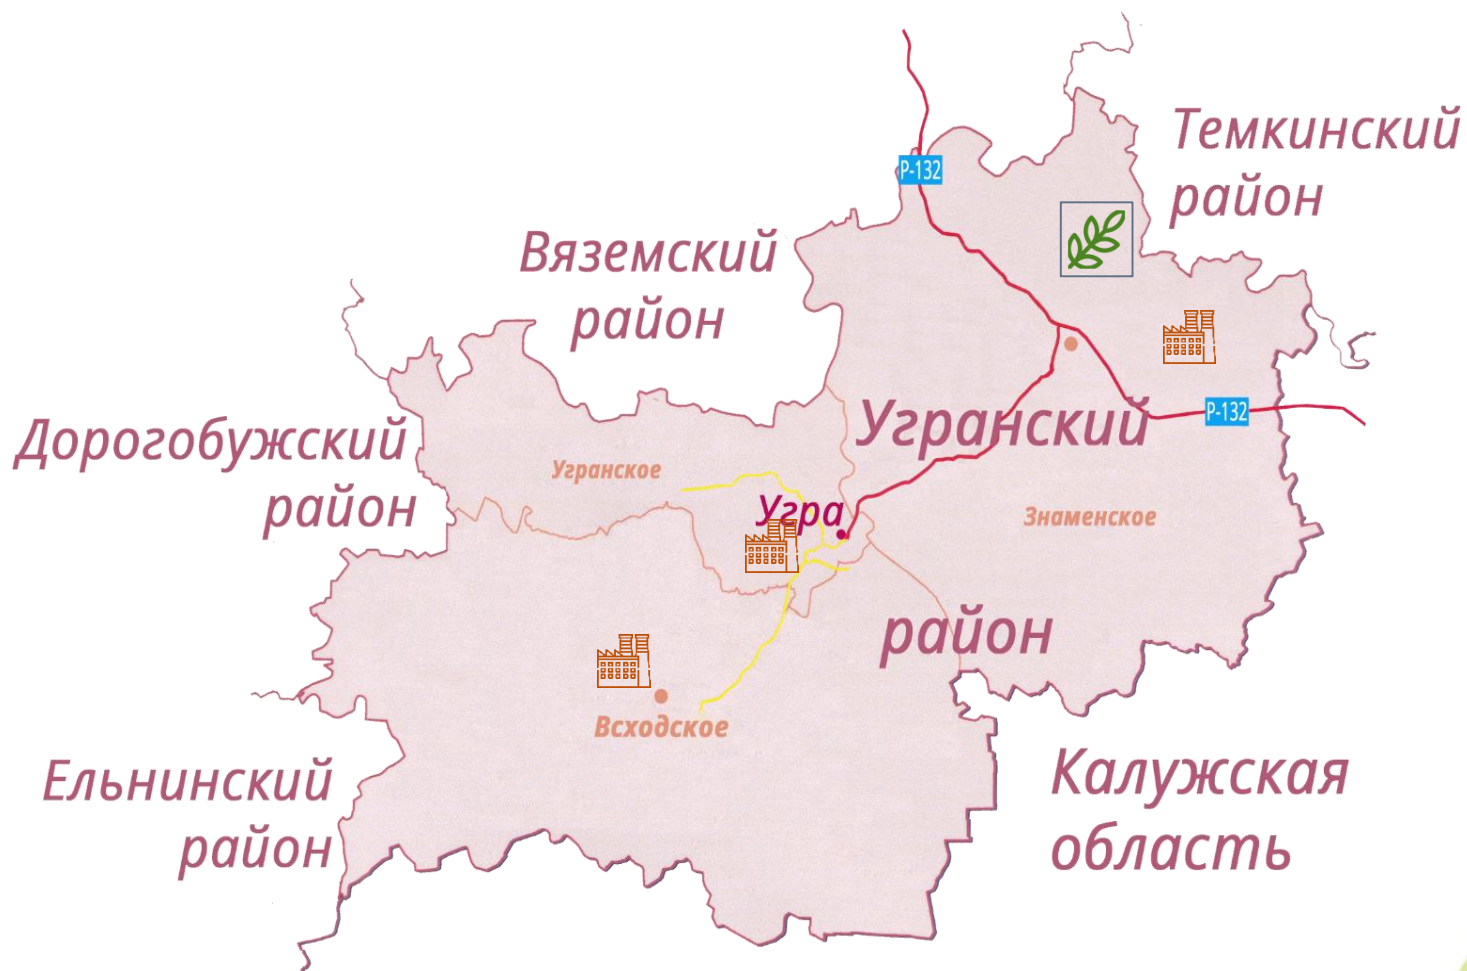 Темкинский
район
Р-132
Вяземский
район
Р-132
Угранский
Дорогобужский
район
Угранское
Угра
Знаменское
район
Всходское
Ельнинский
район
Калужская
область